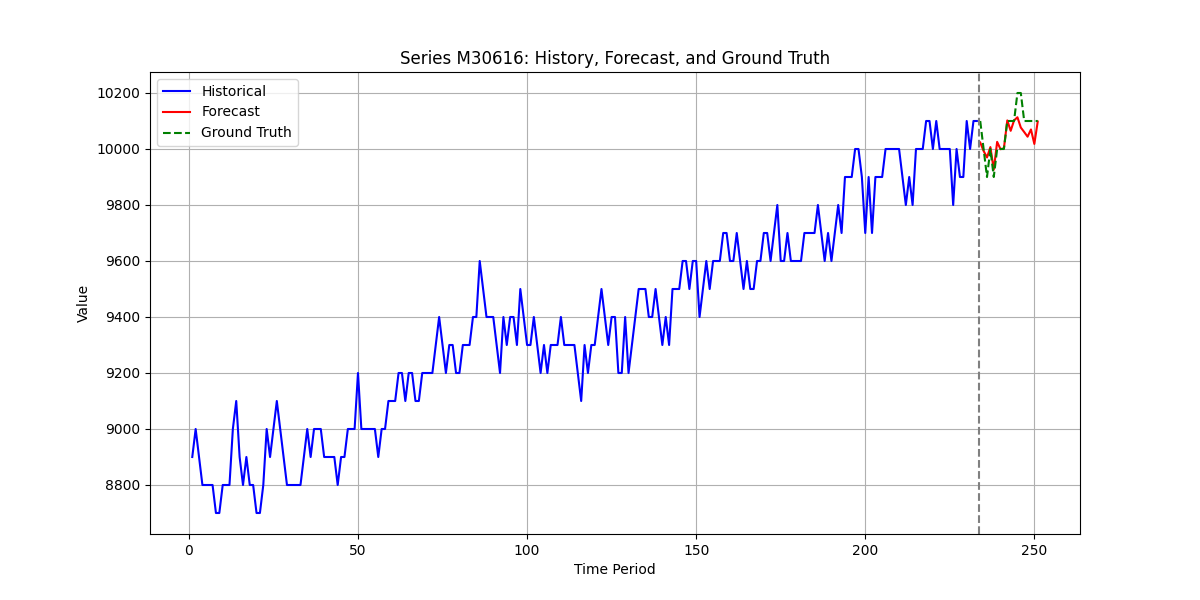 Series M30616: History, Forecast, and Ground Truth
Historical
Forecast
Ground Truth
10200
10000
9800
9600
9400
9200
9000
8800
Value
0 50 100 150 200 250
Time Period